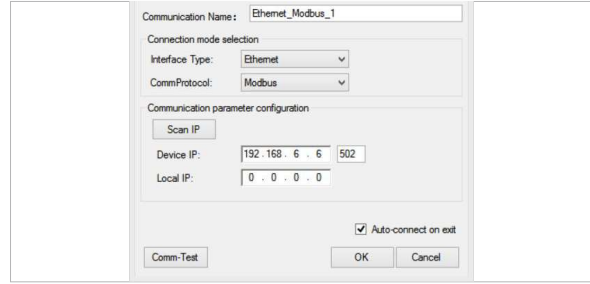 Communication Name: Ethernet_Modbus_1
Connection mode selection
Interface Type: Ethernet
CommProtocol: Modbus
Communication parameter configuration
Scan IP
Device IP: 192 . 168 . 6 . 6 502
Local IP: 0 . 0 . 0 . 0
Auto-connect on exit
Comm-Test OK Cancel